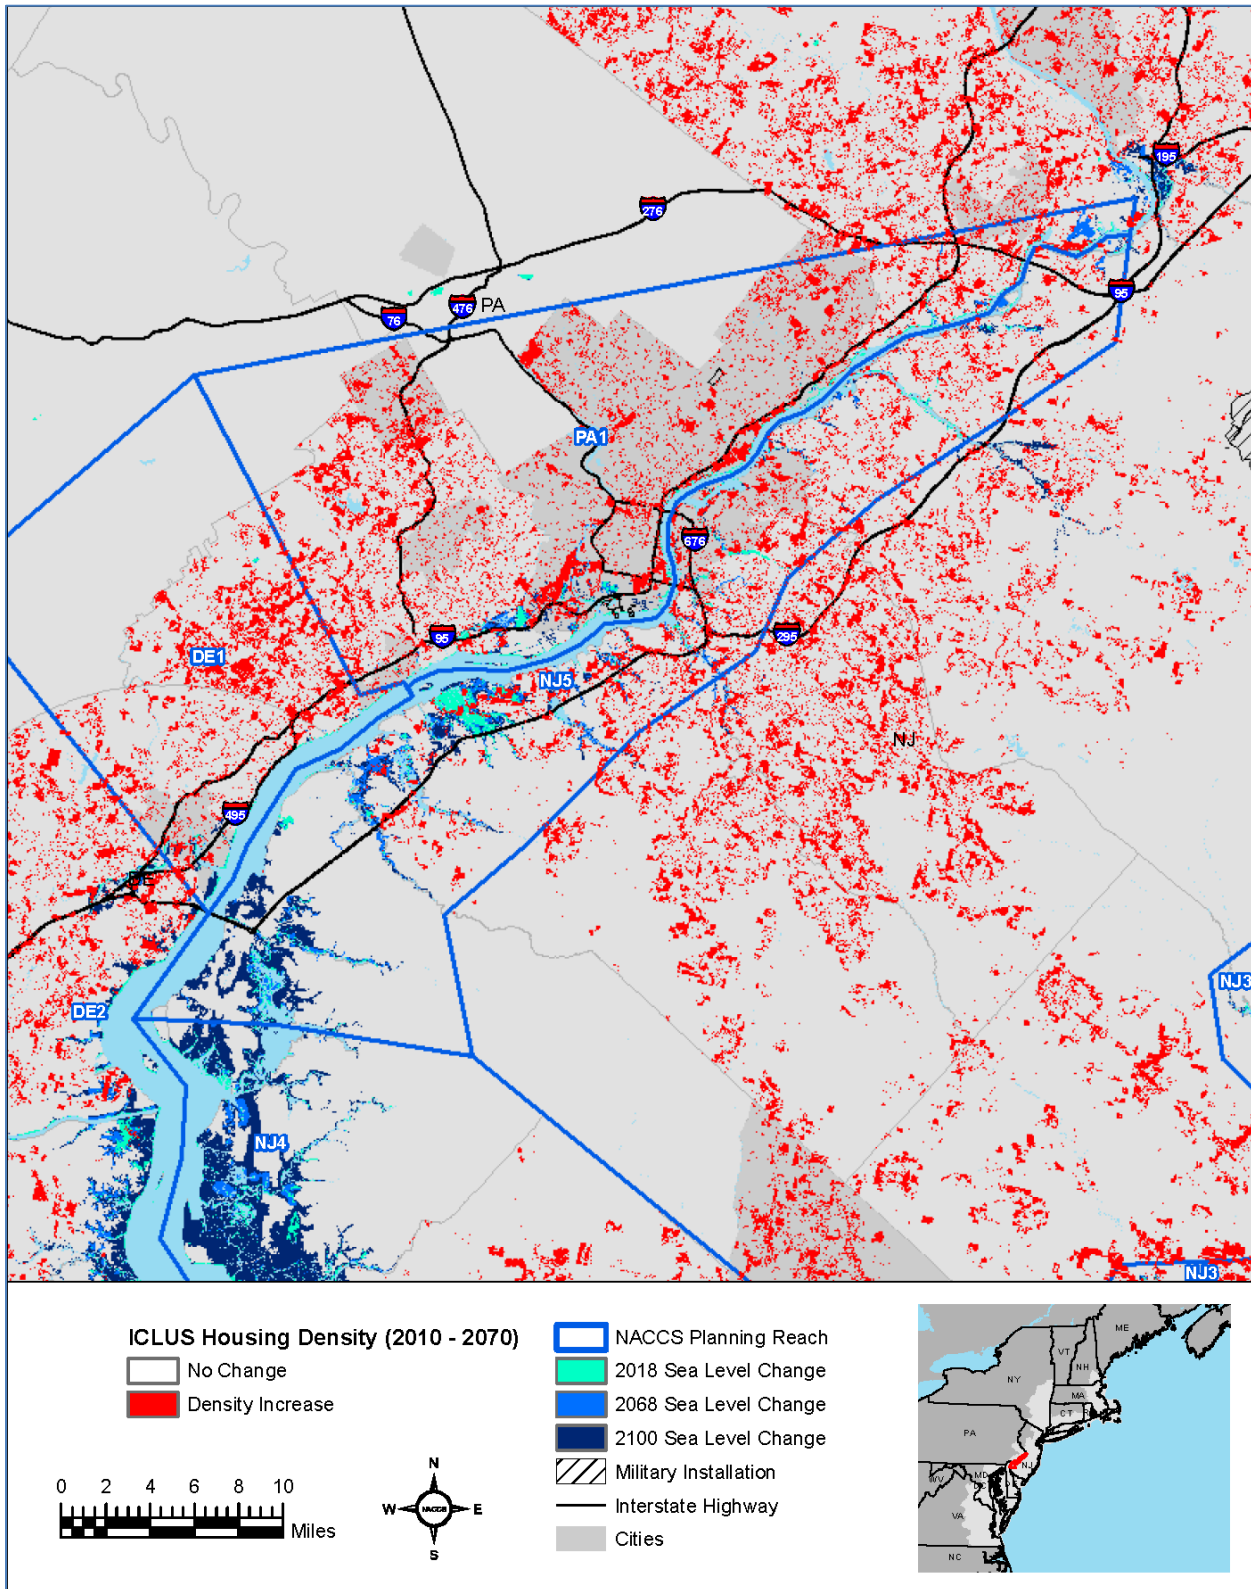 195
276
95
476 PA
76
PA1
676
295
95
DE1
NJ5
NJ
495
DE
NJ3
DE2
NJ4
NJ3
ICLUS Housing Density (2010 - 2070)
No Change
Density Increase
0 2 4 6 8 10
Miles
N
W NACCS E
S
NACCS Planning Reach
2018 Sea Level Change
2068 Sea Level Change
2100 Sea Level Change
Military Installation
Interstate Highway
Cities
ME
VT
NH
NY
MA
CT
PA
NJ
MD
WV
VA
NC